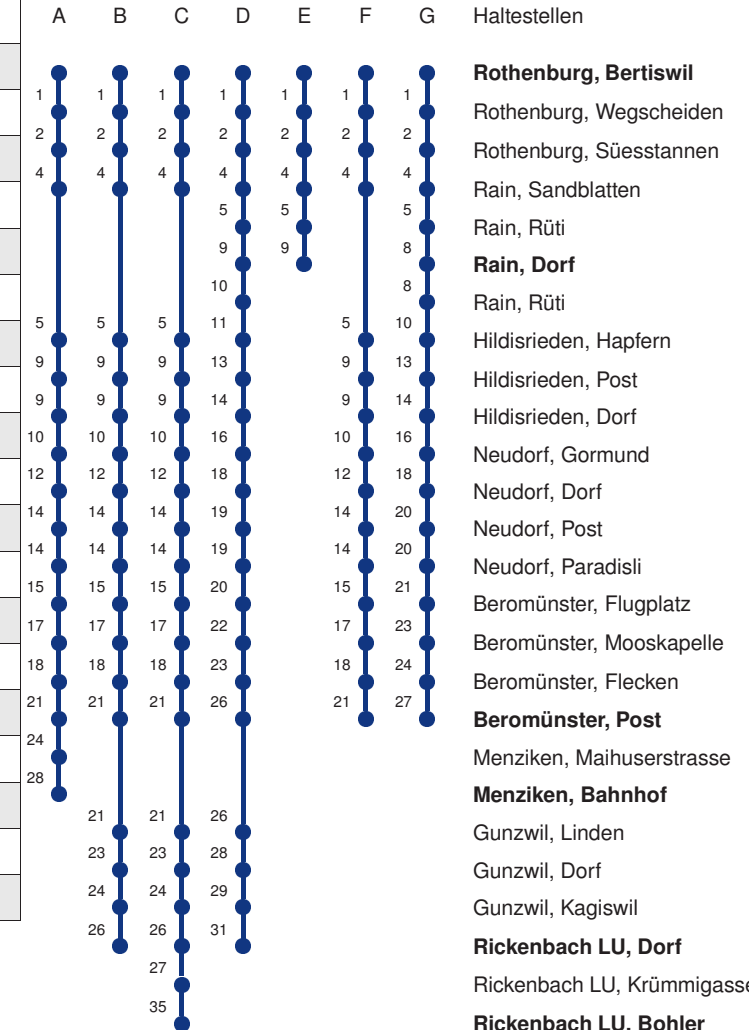 A B C D E F G Haltestellen
Rothenburg, Bertiswil
1 1 1 1 1 1 1 Rothenburg, Wegscheiden
2 2 2 2 2 2 2 Rothenburg, Süesstannen
4 4 4 4 4 4 4 Rain, Sandblatten
5 5 5 Rain, Rüti
9 9 8 Rain, Dorf
10 8 Rain, Rüti
5 5 5 11 5 10 Hildisrieden, Hapfern
9 9 9 13 9 13 Hildisrieden, Post
9 9 9 14 9 14 Hildisrieden, Dorf
10 10 10 16 10 16 Neudorf, Gormund
12 12 12 18 12 18 Neudorf, Dorf
14 14 14 19 14 20 Neudorf, Post
14 14 14 19 14 20 Neudorf, Paradisli
15 15 15 20 15 21 Beromünster, Flugplatz
17 17 17 22 17 23 Beromünster, Mooskapelle
18 18 18 23 18 24 Beromünster, Flecken
21 21 21 26 21 27 Beromünster, Post
24 Menziken, Maihuserstrasse
28 Menziken, Bahnhof
21 21 26 Gunzwil, Linden
23 23 28 Gunzwil, Dorf
24 24 29 Gunzwil, Kagiswil
26 26 31 Rickenbach LU, Dorf
27 Rickenbach LU, Krümmigasse
35 Rickenbach LU, Bohler